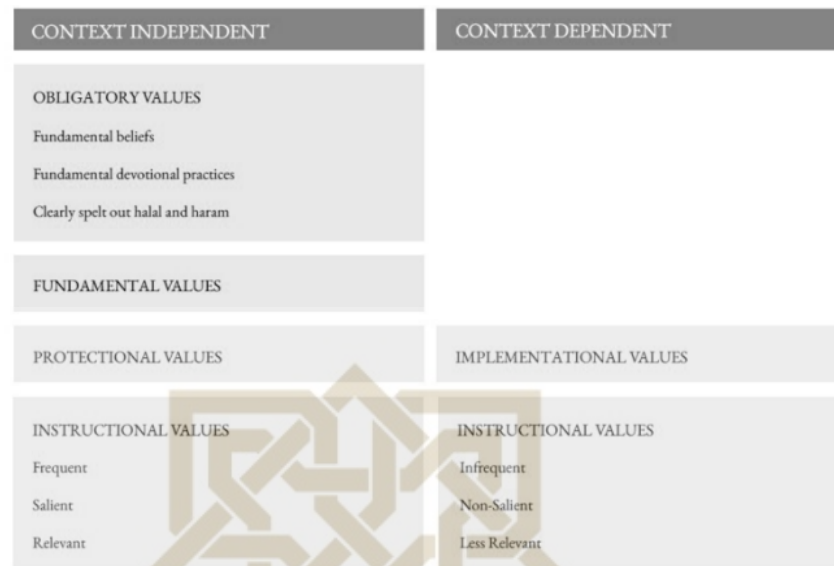 CONTEXT INDEPENDENT
CONTEXT DEPENDENT
OBLIGATORY VALUES
Fundamental beliefs
Fundamental devotional practices
Clearly spelt out halal and haram
FUNDAMENTAL VALUES
PROTECTIONAL VALUES
IMPLEMENTATIONAL VALUES
INSTRUCTIONAL VALUES
Frequent
Salient
Relevant
INSTRUCTIONAL VALUES
Infrequent
Non-Salient
Less Relevant